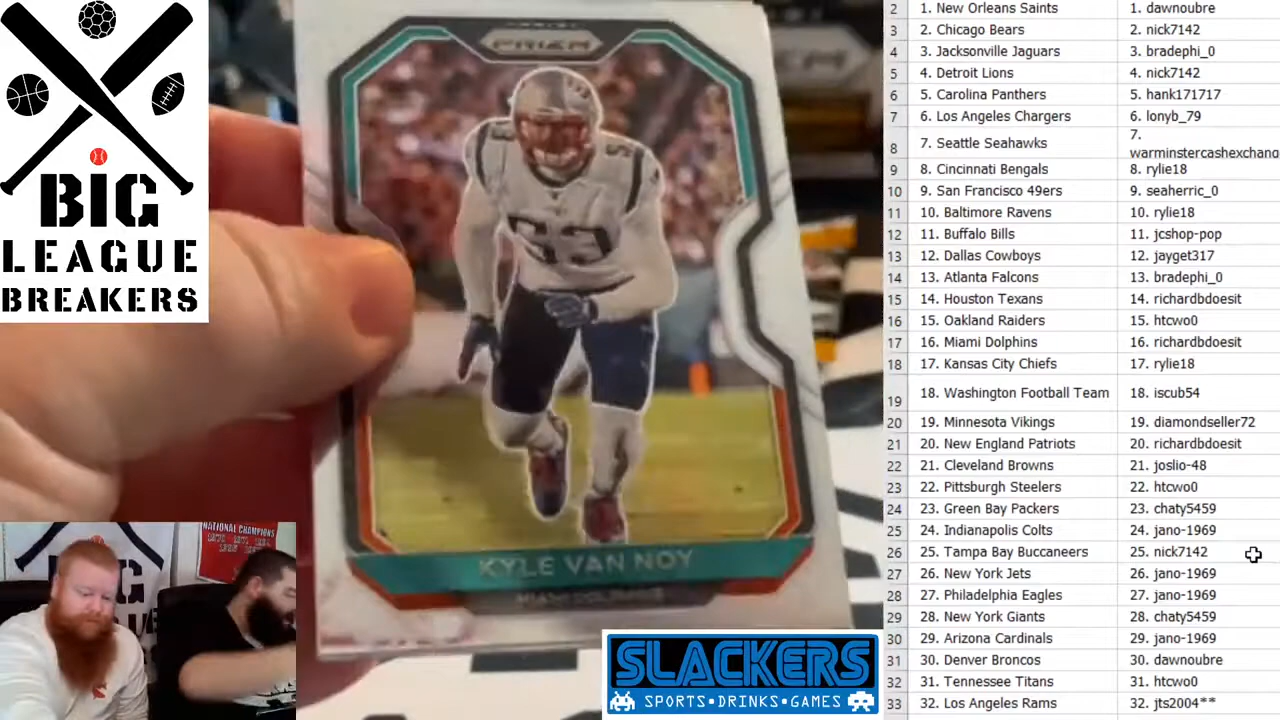 BIG
LEAGUE
BREAKERS
PRIZM
53
KYLE VAN NOY
MIAMI DOLPHINS
NATIONAL CHAMPIONS
BIG
SLACKERS
SPORTS•DRINKS•GAMES
2 1. New Orleans Saints 1. dawnoubre
3 2. Chicago Bears 2. nick7142
4 3. Jacksonville Jaguars 3. bradephi_0
5 4. Detroit Lions 4. nick7142
6 5. Carolina Panthers 5. hank171717
7 6. Los Angeles Chargers 6. lonyb_79
8 7. Seattle Seahawks 7.
warminstercashexchano
9 8. Cincinnati Bengals 8. rylie18
10 9. San Francisco 49ers 9. seaherric_0
11 10. Baltimore Ravens 10. rylie18
12 11. Buffalo Bills 11. jcshop-pop
13 12. Dallas Cowboys 12. jayget317
14 13. Atlanta Falcons 13. bradephi_0
15 14. Houston Texans 14. richardbdoesit
16 15. Oakland Raiders 15. htcwo0
17 16. Miami Dolphins 16. richardbdoesit
18 17. Kansas City Chiefs 17. rylie18
19 18. Washington Football Team 18. iscub54
20 19. Minnesota Vikings 19. diamondseller72
21 20. New England Patriots 20. richardbdoesit
22 21. Cleveland Browns 21. joslio-48
23 22. Pittsburgh Steelers 22. htcwo0
24 23. Green Bay Packers 23. chaty5459
25 24. Indianapolis Colts 24. jano-1969
26 25. Tampa Bay Buccaneers 25. nick7142
27 26. New York Jets 26. jano-1969
28 27. Philadelphia Eagles 27. jano-1969
29 28. New York Giants 28. chaty5459
30 29. Arizona Cardinals 29. jano-1969
31 30. Denver Broncos 30. dawnoubre
32 31. Tennessee Titans 31. htcwo0
33 32. Los Angeles Rams 32. jts2004**